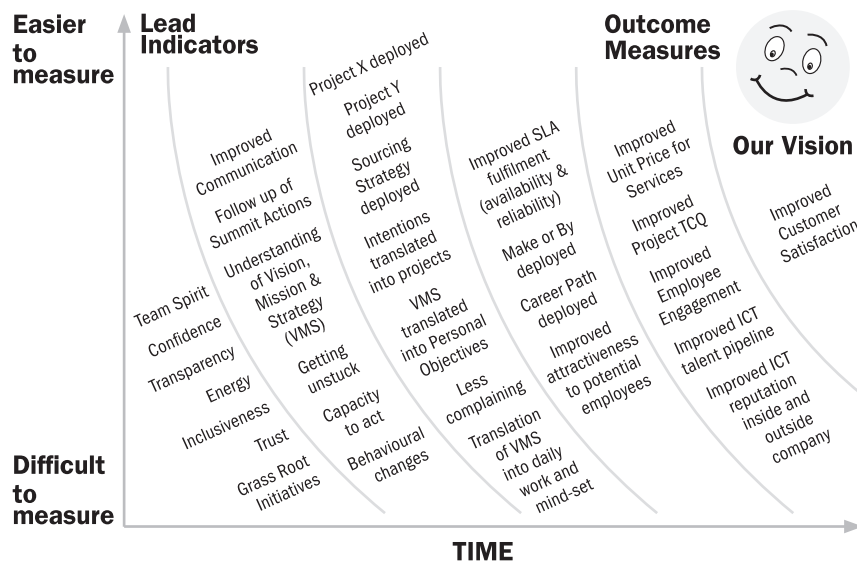 Easier
to
measure
Lead
Indicators
Outcome
Measures
Our Vision
Team Spirit
Confidence
Transparency
Energy
Inclusiveness
Trust
Grass Root
Initiatives
Improved
Communication
Follow up of
Summit Actions
Understanding
of Vision,
Mission &
Strategy
(VMS)
Getting
unstuck
Capacity
to act
Behavioural
changes
Project X deployed
Project Y
deployed
Sourcing
Strategy
deployed
Intentions
translated
into projects
VMS
translated
into Personal
Objectives
Less
complaining
Translation
of VMS
into daily
work and
mind-set
Improved SLA
fulfilment
(availability &
reliability)
Make or By
deployed
Career Path
deployed
Improved
attractiveness
to potential
employees
Improved
Unit Price for
Services
Improved
Project TCQ
Improved
Employee
Engagement
Improved ICT
talent pipeline
Improved ICT
reputation
inside and
outside
company
Improved
Customer
Satisfaction
Difficult
to
measure
TIME